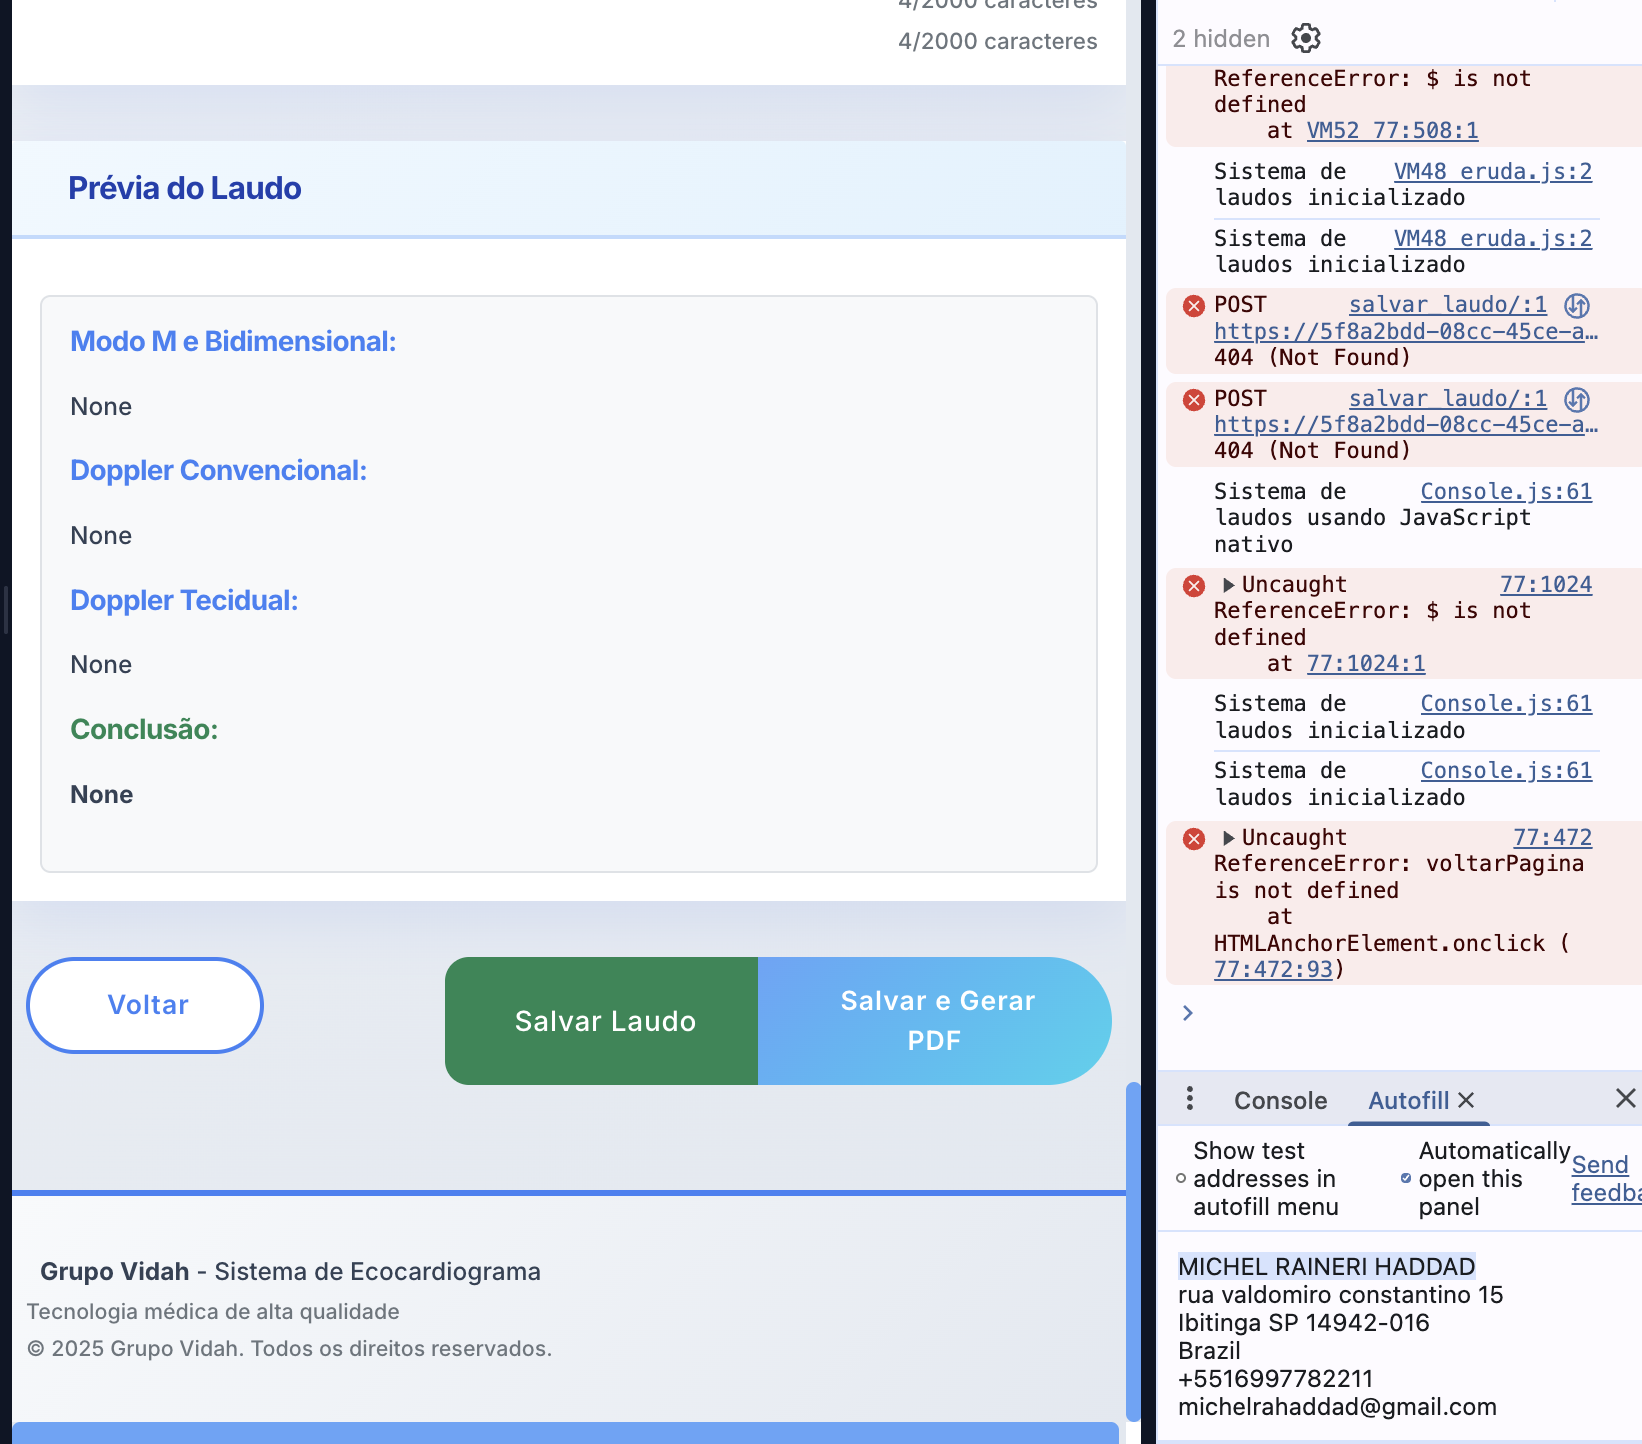 4/2000 caracteres
4/2000 caracteres
Prévia do Laudo
Modo M e Bidimensional:
None
Doppler Convencional:
None
Doppler Tecidual:
None
Conclusão:
None
Voltar
Salvar Laudo
Salvar e Gerar
PDF
Grupo Vidah - Sistema de Ecocardiograma
Tecnologia médica de alta qualidade
© 2025 Grupo Vidah. Todos os direitos reservados.
2 hidden
ReferenceError: $ is not
defined
at VM52 77:508:1
Sistema de VM48 eruda.js:2
laudos inicializado
Sistema de VM48 eruda.js:2
laudos inicializado
POST salvar_laudo/:1
https://5f8a2bdd-08cc-45ce-a…
404 (Not Found)
POST salvar_laudo/:1
https://5f8a2bdd-08cc-45ce-a…
404 (Not Found)
Sistema de Console.js:61
laudos usando JavaScript
nativo
Uncaught 77:1024
ReferenceError: $ is not
defined
at 77:1024:1
Sistema de Console.js:61
laudos inicializado
Sistema de Console.js:61
laudos inicializado
Uncaught 77:472
ReferenceError: voltarPagina
is not defined
at
HTMLAnchorElement.onclick (
77:472:93)
Console
Autofill
Show test
addresses in
autofill menu
Automatically
open this
panel
Send
feedba
MICHEL RAINERI HADDAD
rua valdomiro constantino 15
Ibitinga SP 14942-016
Brazil
+5516997782211
michelrahaddad@gmail.com